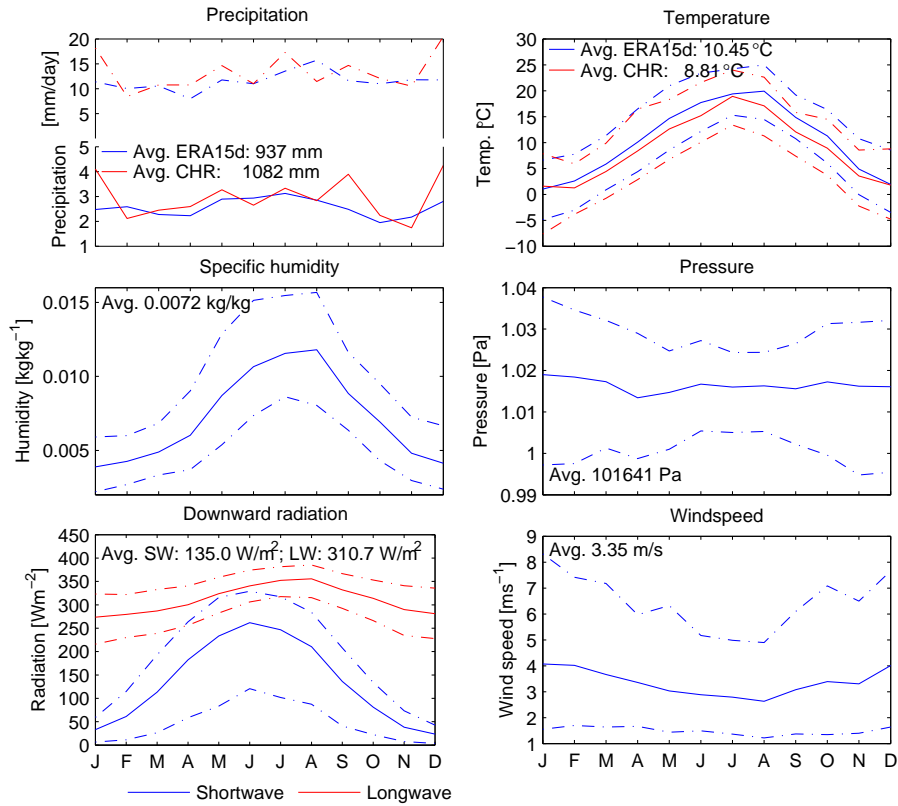 Precipitation
[mm/day]
20
15
10
5
Precipitation
5
4
3
2
1
Avg. ERA15d: 937 mm
Avg. CHR: 1082 mm
Temperature
Temp. [°C]
30
25
20
15
10
5
0
−5
−10
Avg. ERA15d: 10.45 °C
Avg. CHR: 8.81 °C
Specific humidity
Humidity [kgkg−1]
0.015
0.010
0.005
Avg. 0.0072 kg/kg
Pressure
Pressure [Pa]
1.04
1.03
1.02
1.01
1
0.99
Avg. 101641 Pa
Downward radiation
Radiation [Wm−2]
450
400
350
300
250
200
150
100
50
0
Avg. SW: 135.0 W/m2; LW: 310.7 W/m2
J F M A M J J A S O N D
Shortwave Longwave
Windspeed
Wind speed [ms−1]
9
8
7
6
5
4
3
2
1
Avg. 3.35 m/s
J F M A M J J A S O N D